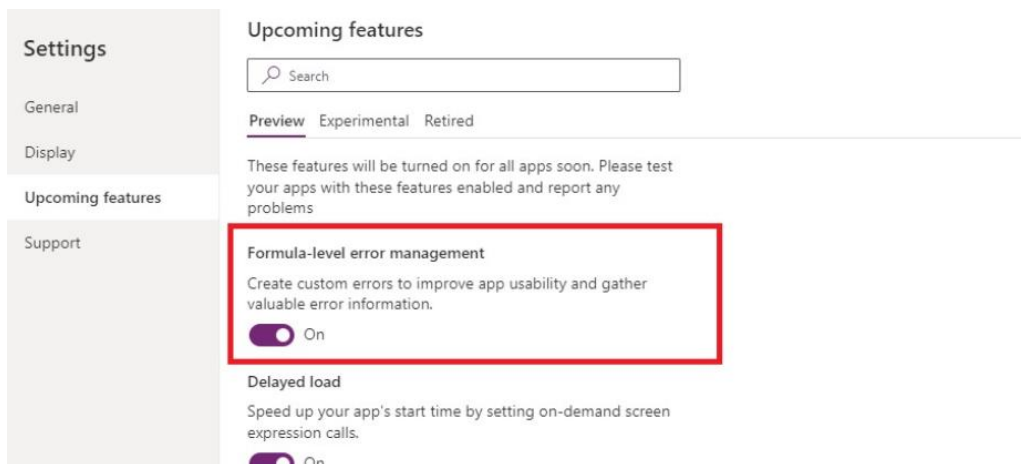 Settings
General
Display
Upcoming features
Support
Upcoming features
Search
Preview Experimental Retired
These features will be turned on for all apps soon. Please test
your apps with these features enabled and report any
problems
Formula-level error management
Create custom errors to improve app usability and gather
valuable error information.
On
Delayed load
Speed up your app's start time by setting on-demand screen
expression calls.
On